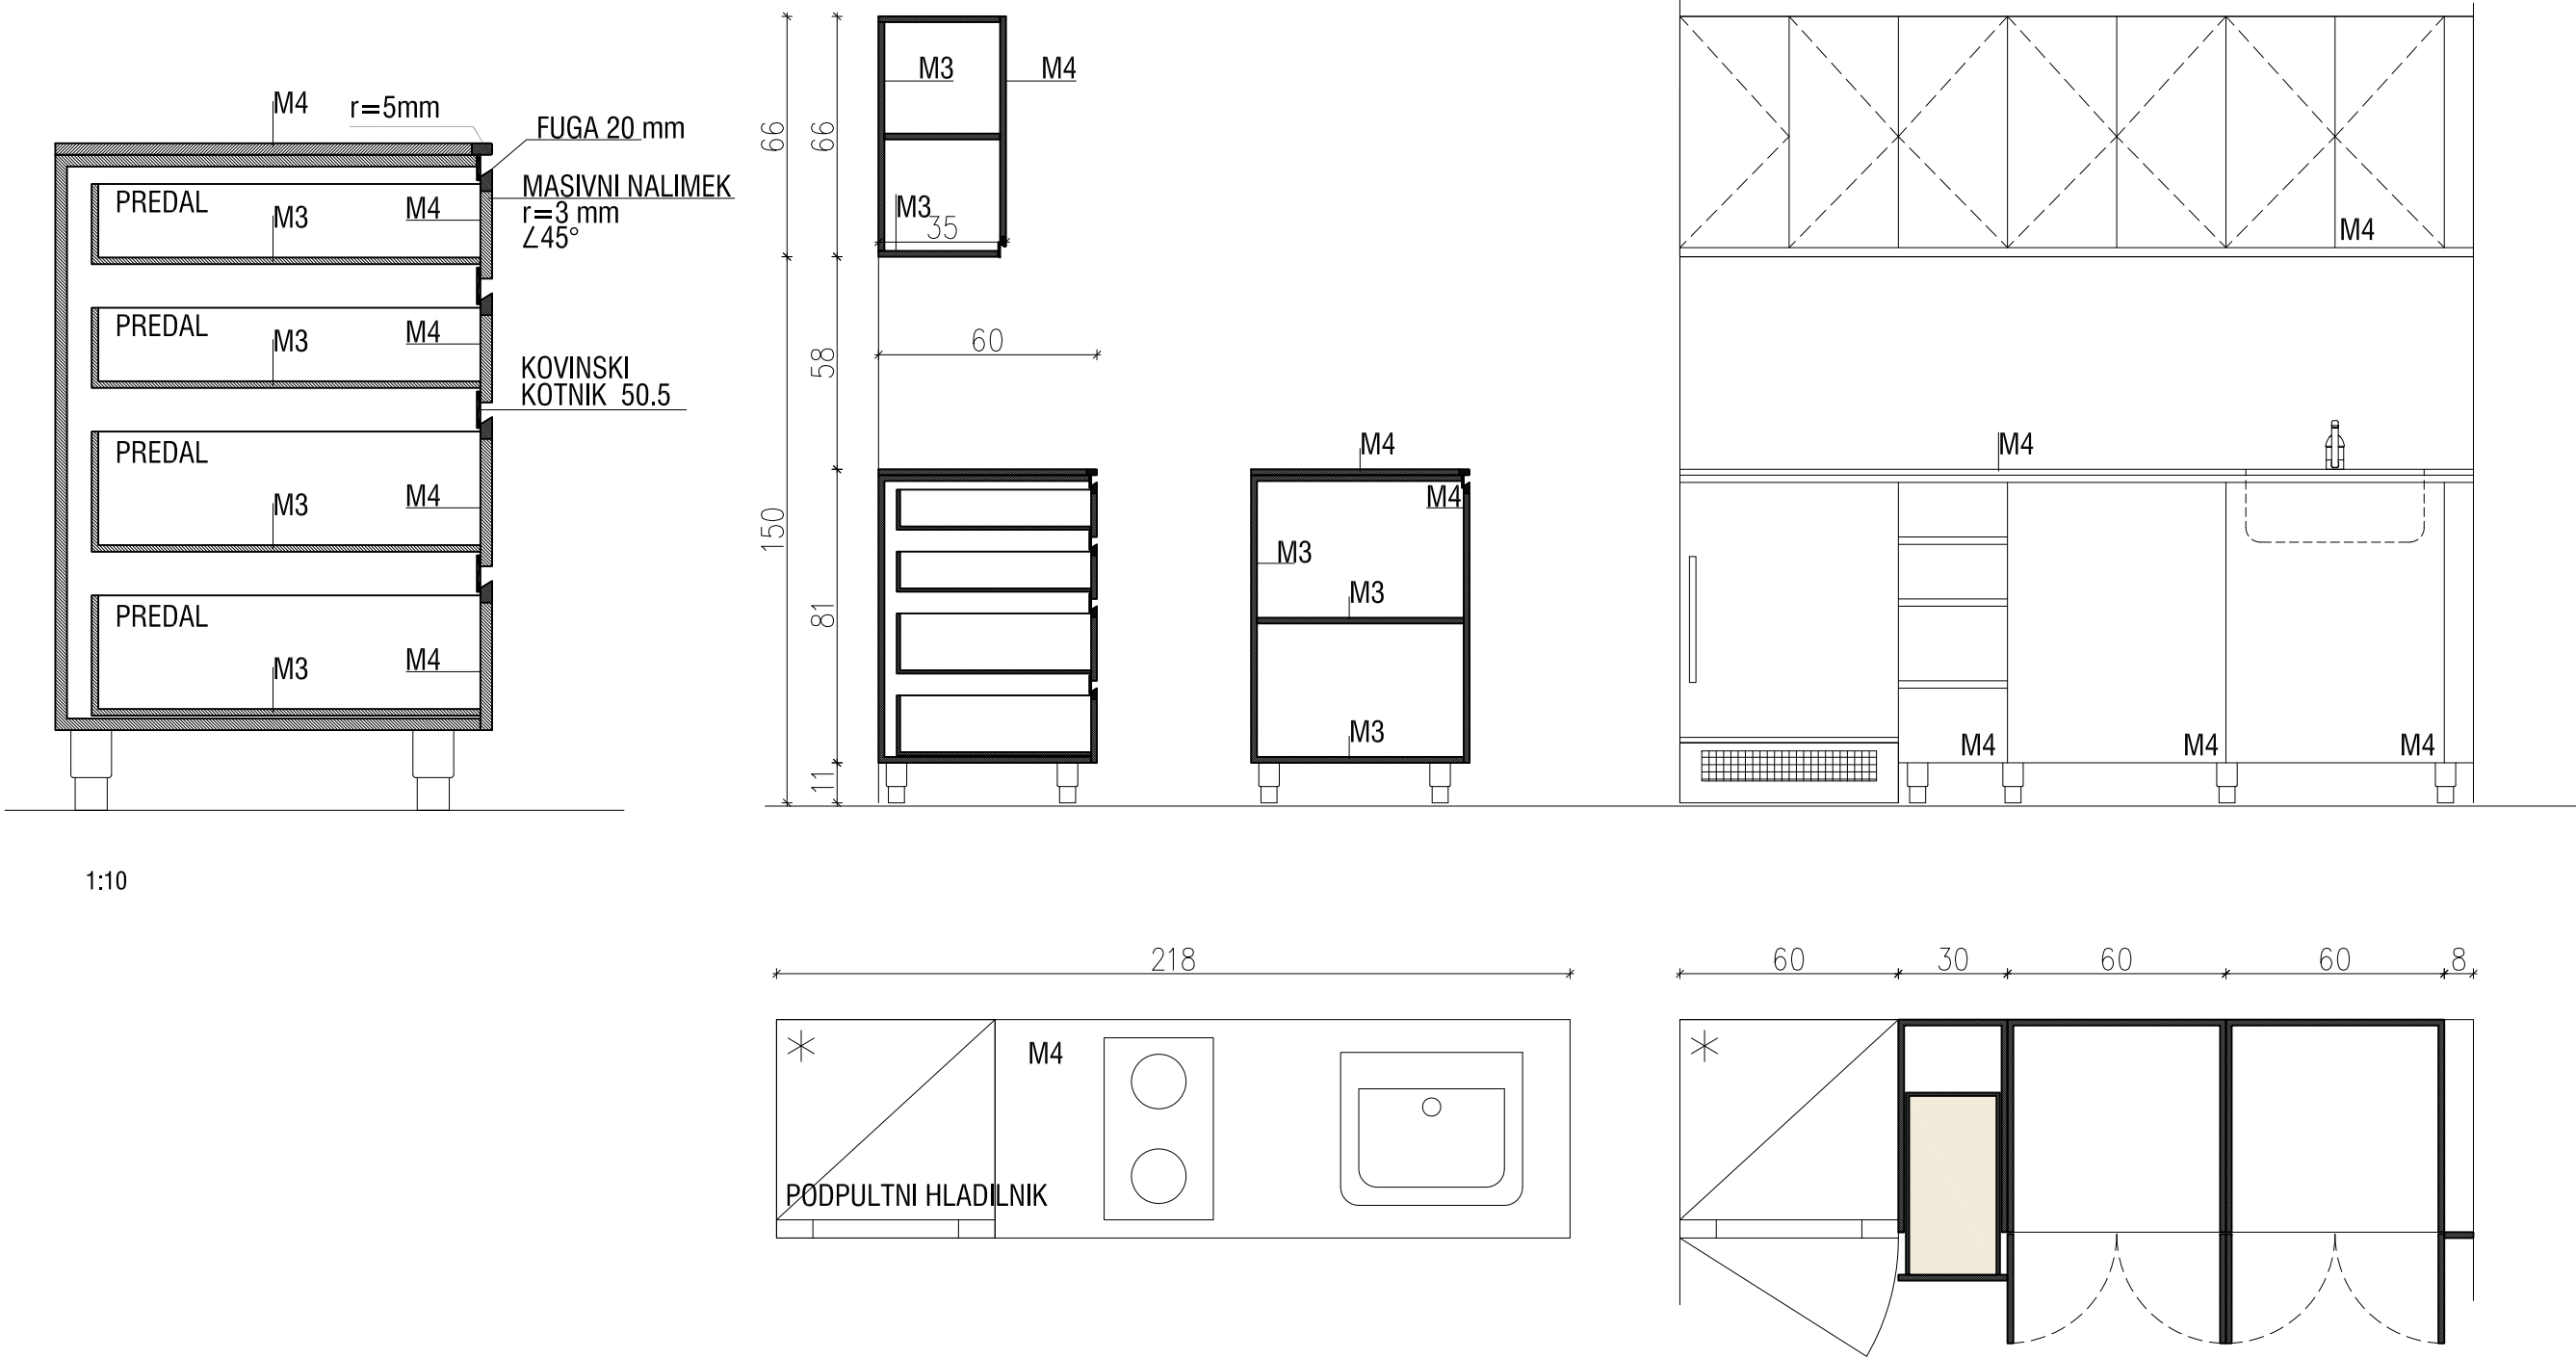 M4
r=5mm
FUGA 20 mm
MASIVNI NALIMEK
r=3 mm
∠45°
PREDAL
M3
M4
PREDAL
M3
M4
KOVINSKI
KOTNIK 50.5
PREDAL
M3
M4
PREDAL
M3
M4
1:10
66
66
M3
M4
M3
35
58
60
150
81
11
M4
M4
M3
M3
M3
M4
M4
M4
M4
M4
218
M4
PODPULTNI HLADILNIK
60
30
60
60
8